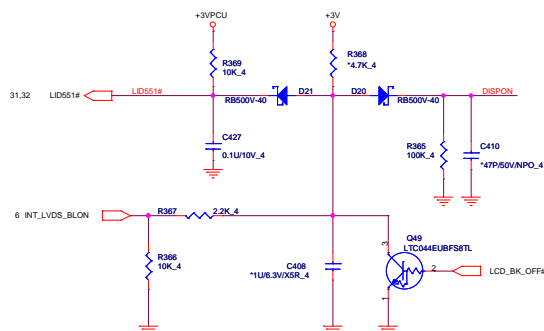 +3VPCU
+3V
R369
10K_4
R368
*4.7K_4
31,32 LID551#
LID551#
RB500V-40
D21
D20
RB500V-40
DISPON
C427
0.1U/10V_4
R365
100K_4
C410
*47P/50V/NPO_4
6 INT_LVDS_BLON
R367
2.2K_4
R366
10K_4
C408
*1U/6.3V/X5R_4
Q49
LTC044EUBFS8TL
3
2
1
LCD_BK_OFF#